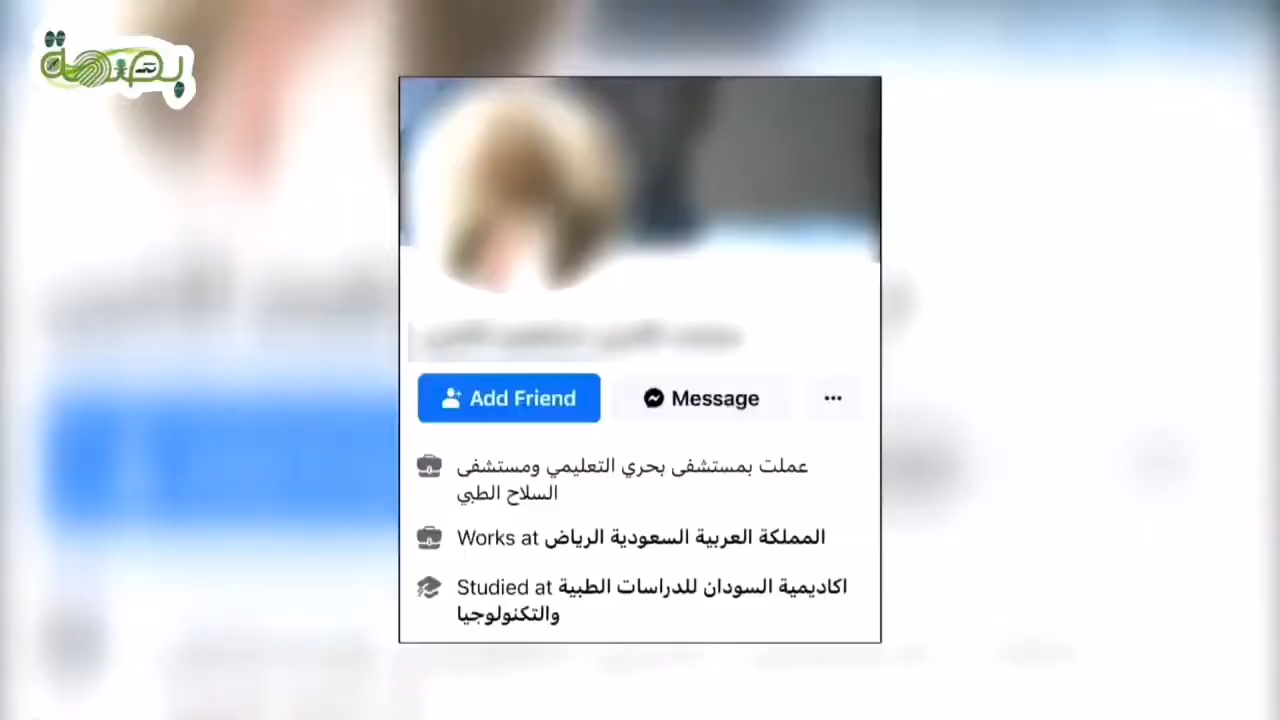 بصمة
Add Friend
Message
عملت بمستشفى بحري التعليمي ومستشفى
السلاح الطبي
Works at المملكة العربية السعودية الرياض
Studied at اكاديمية السودان للدراسات الطبية
والتكنولوجيا